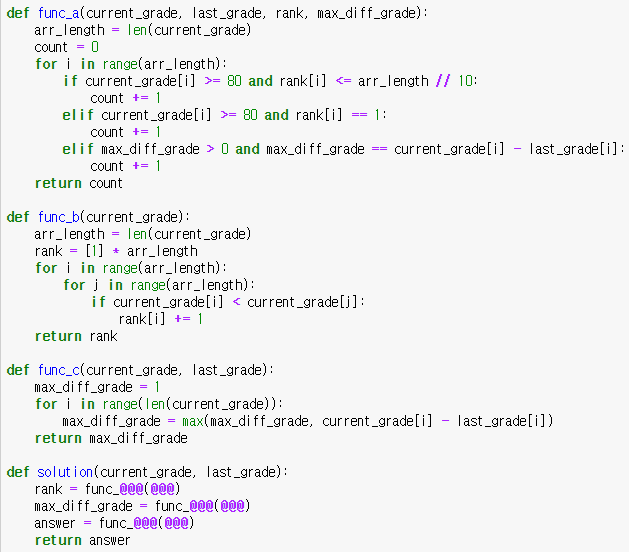 def func_a(current_grade, last_grade, rank, max_diff_grade):
    arr_length = len(current_grade)
    count = 0
    for i in range(arr_length):
        if current_grade[i] >= 80 and rank[i] <= arr_length // 10:
            count += 1
        elif current_grade[i] >= 80 and rank[i] == 1:
            count += 1
        elif max_diff_grade > 0 and max_diff_grade == current_grade[i] - last_grade[i]:
            count += 1
    return count

def func_b(current_grade):
    arr_length = len(current_grade)
    rank = [1] * arr_length
    for i in range(arr_length):
        for j in range(arr_length):
            if current_grade[i] < current_grade[j]:
                rank[i] += 1
    return rank

def func_c(current_grade, last_grade):
    max_diff_grade = 1
    for i in range(len(current_grade)):
        max_diff_grade = max(max_diff_grade, current_grade[i] - last_grade[i])
    return max_diff_grade

def solution(current_grade, last_grade):
    rank = func_@@@(@@@)
    max_diff_grade = func_@@@(@@@)
    answer = func_@@@(@@@)
    return answer